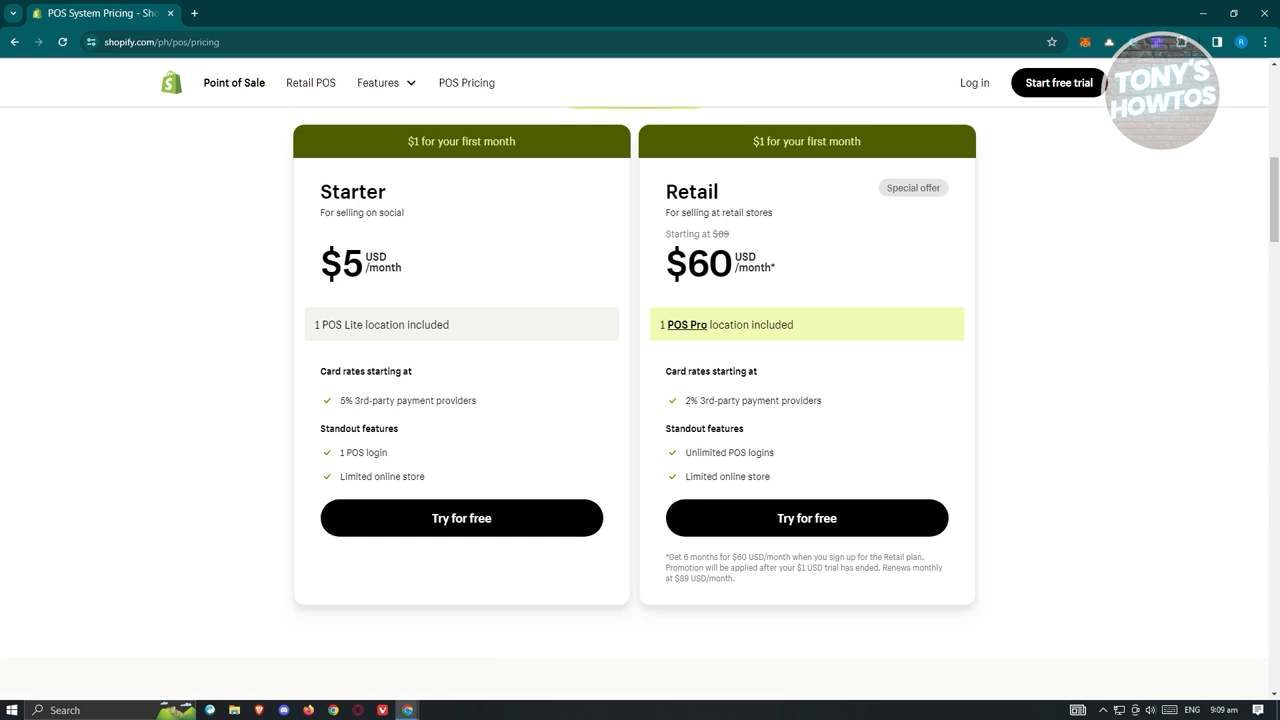 POS System Pricing - Shopify PO
shopify.com/ph/pos/pricing
R
TONY'S
HOWTOS
Point of Sale
Retail POS
Features
POS Pricing
Log in
Start free trial
$1 for your first month
Starter
For selling on social
$5 USD
/month
1 POS Lite location included
Card rates starting at
5% 3rd-party payment providers
Standout features
1 POS login
Limited online store
Try for free
$1 for your first month
Retail
Special offer
For selling at retail stores
Starting at $89
$60 USD
/month*
1 POS Pro location included
Card rates starting at
2% 3rd-party payment providers
Standout features
Unlimited POS logins
Limited online store
Try for free
*Get 6 months for $60 USD/month when you sign up for the Retail plan.
Promotion will be applied after your $1 USD trial has ended. Renews monthly
at $89 USD/month.
Search
ENG
9:09 am